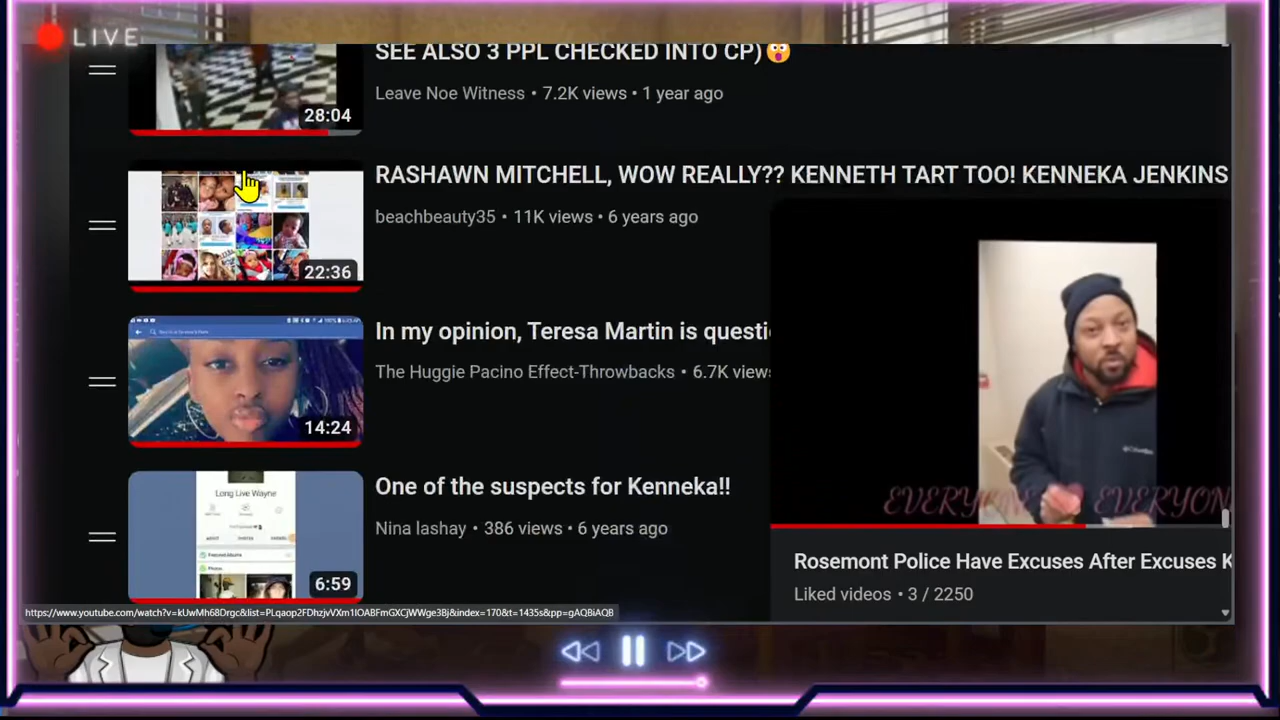 LIVE
SEE ALSO 3 PPL CHECKED INTO CP)😲
Leave Noe Witness • 7.2K views • 1 year ago
28:04
RASHAWN MITCHELL, WOW REALLY?? KENNETH TART TOO! KENNEKA JENKINS
beachbeauty35 • 11K views • 6 years ago
22:36
In my opinion, Teresa Martin is questi
The Huggie Pacino Effect-Throwbacks • 6.7K views
14:24
One of the suspects for Kenneka!!
Nina lashay • 386 views • 6 years ago
Long Live Wayne
6:59
Columbia
Rosemont Police Have Excuses After Excuses K
Liked videos • 3 / 2250
https://www.youtube.com/watch?v=kUwMh68Drgc&list=PLqaop2FDhzjvVXm1IOABFmGXCjWWge3Bj&index=170&t=1435s&pp=gAQBiAQB